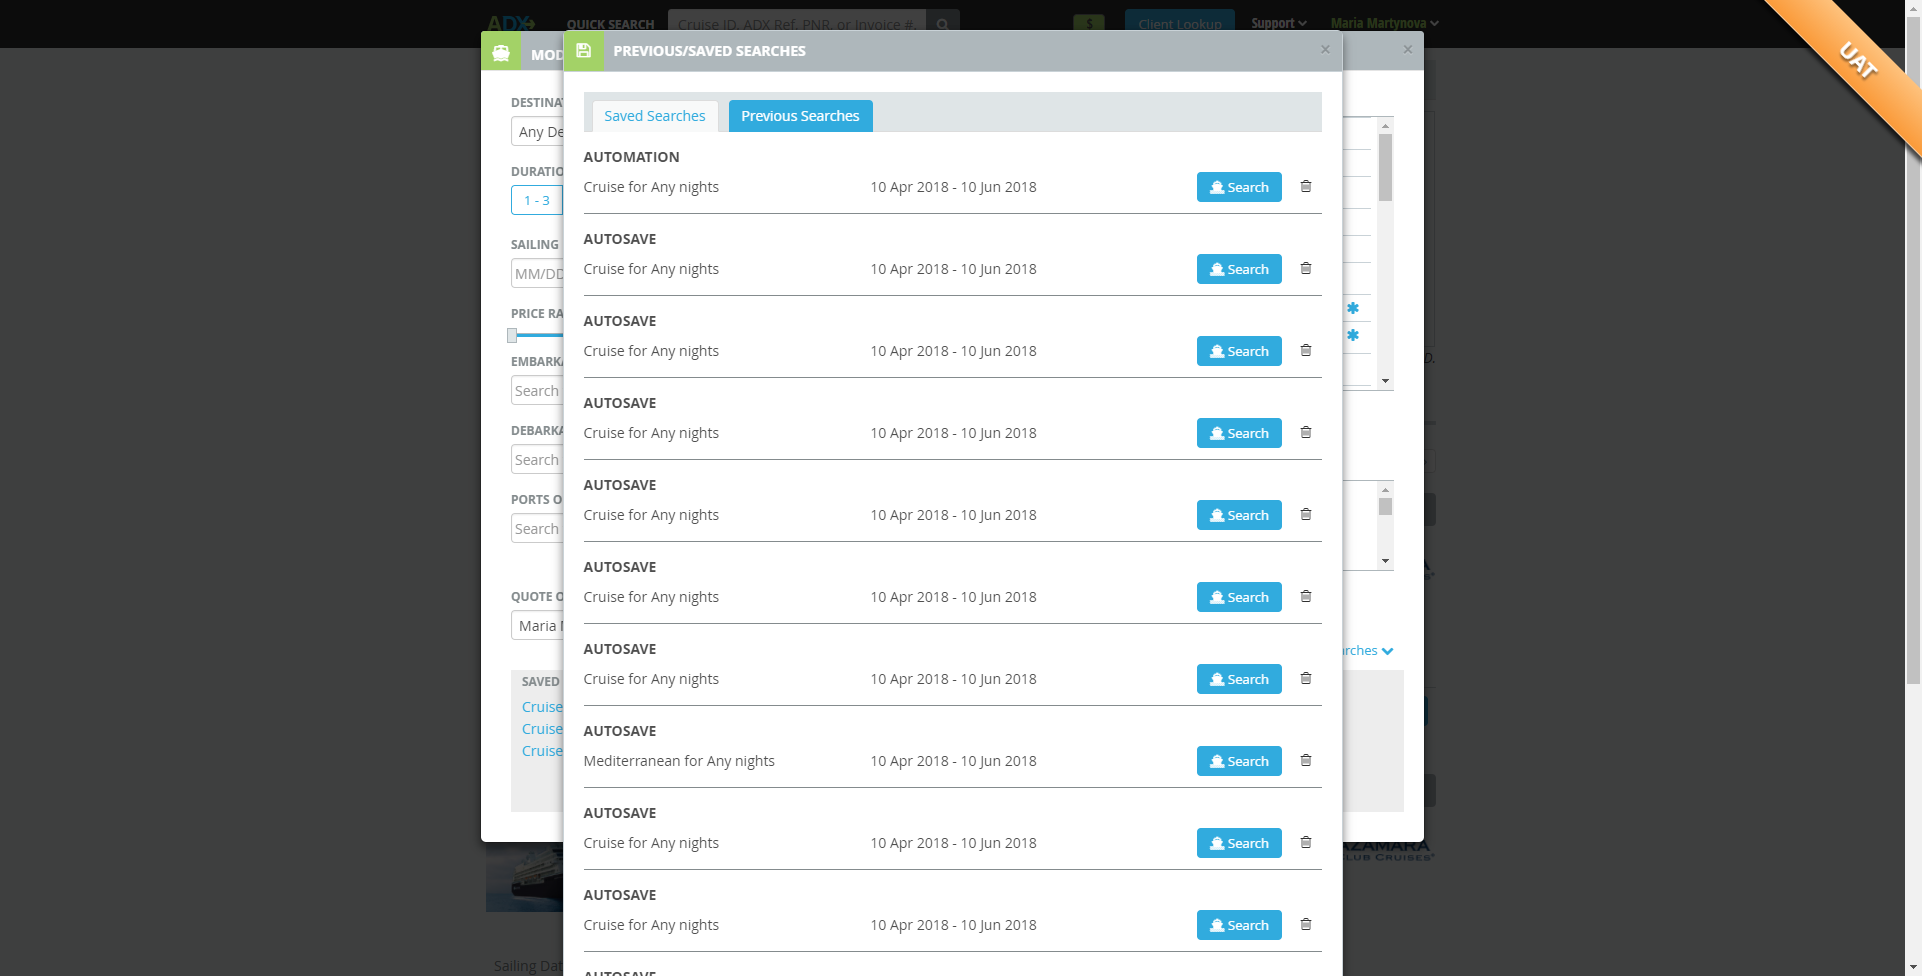 ADX
QUICK SEARCH
Cruise ID, ADX Ref, PNR, or Invoice #,
$
Client Lookup
Support
Maria Martynova
UAT
MOD
PREVIOUS/SAVED SEARCHES
×
×
Saved Searches
Previous Searches
DESTINA
Any De
DURATIO
1 - 3
SAILING
MM/DD
PRICE RA
EMBARK
Search
DEBARKA
Search
PORTS O
Search
QUOTE O
Maria
SAVED
Cruise
Cruise
Cruise
AUTOMATION
Cruise for Any nights
10 Apr 2018 - 10 Jun 2018
Search
AUTOSAVE
Cruise for Any nights
10 Apr 2018 - 10 Jun 2018
Search
AUTOSAVE
Cruise for Any nights
10 Apr 2018 - 10 Jun 2018
Search
AUTOSAVE
Cruise for Any nights
10 Apr 2018 - 10 Jun 2018
Search
AUTOSAVE
Cruise for Any nights
10 Apr 2018 - 10 Jun 2018
Search
AUTOSAVE
Cruise for Any nights
10 Apr 2018 - 10 Jun 2018
Search
AUTOSAVE
Cruise for Any nights
10 Apr 2018 - 10 Jun 2018
Search
AUTOSAVE
Mediterranean for Any nights
10 Apr 2018 - 10 Jun 2018
Search
AUTOSAVE
Cruise for Any nights
10 Apr 2018 - 10 Jun 2018
Search
AUTOSAVE
Cruise for Any nights
10 Apr 2018 - 10 Jun 2018
Search
AUTOSAVE
D.
rches
AZAMARA
CLUB CRUISES®
Sailing Dat